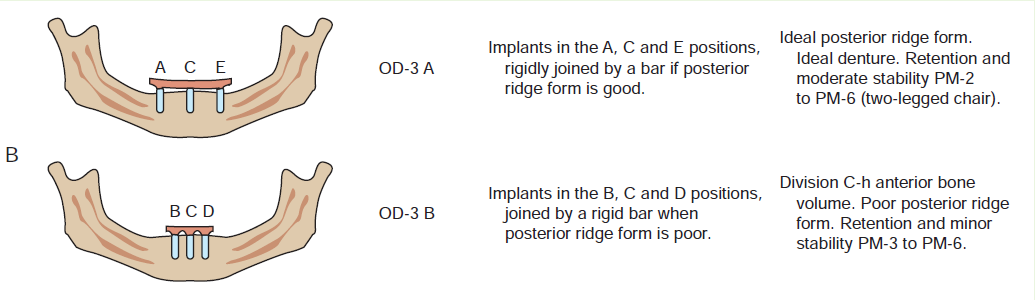 A C E
OD-3 A
Implants in the A, C and E positions,
rigidly joined by a bar if posterior
ridge form is good.
Ideal posterior ridge form.
Ideal denture. Retention and
moderate stability PM-2
to PM-6 (two-legged chair).
B
B C D
OD-3 B
Implants in the B, C and D positions,
joined by a rigid bar when
posterior ridge form is poor.
Division C-h anterior bone
volume. Poor posterior ridge
form. Retention and minor
stability PM-3 to PM-6.